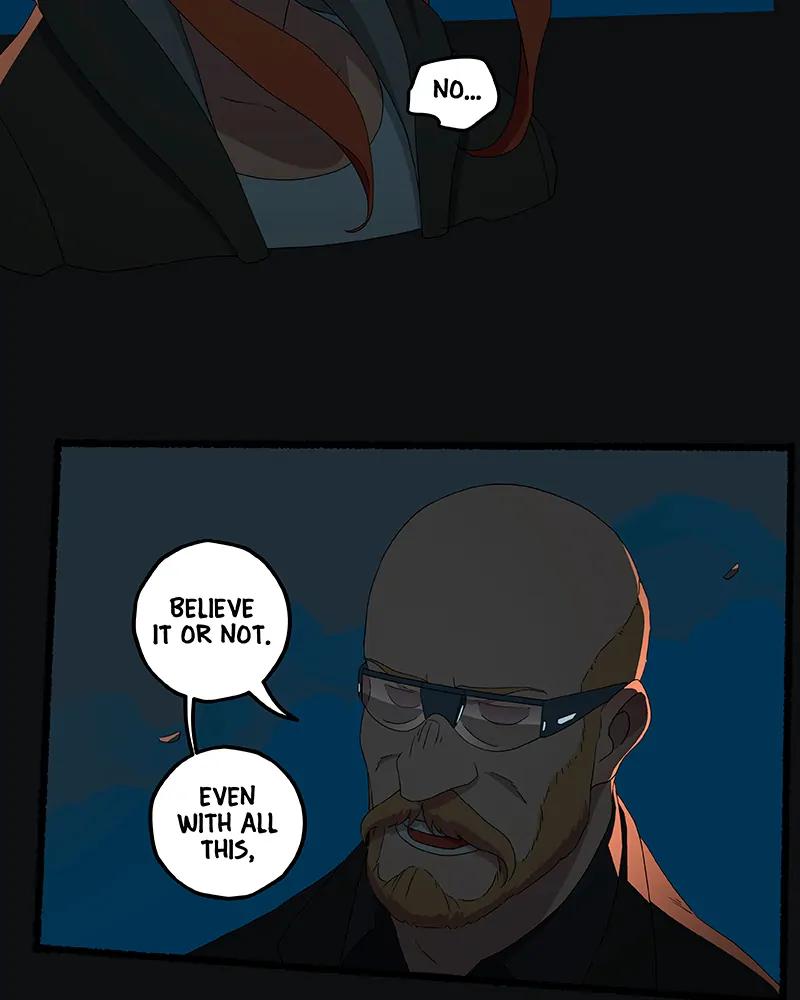 NO...
BELIEVE
IT OR NOT.
EVEN
WITH ALL
THIS,